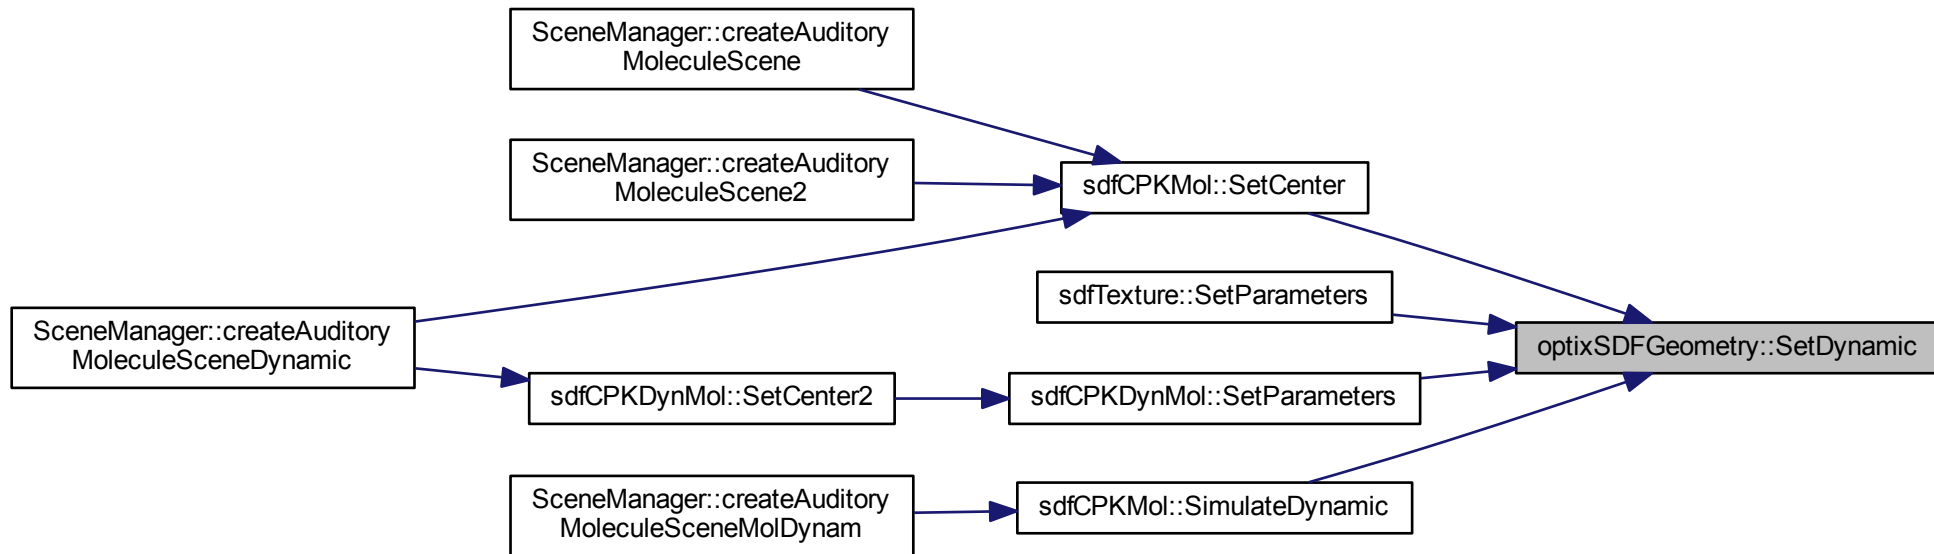 SceneManager::createAuditory
MoleculeScene
SceneManager::createAuditory
MoleculeScene2
sdfCPKMol::SetCenter
sdfTexture::SetParameters
SceneManager::createAuditory
MoleculeSceneDynamic
optixSDFGeometry::SetDynamic
sdfCPKDynMol::SetCenter2
sdfCPKDynMol::SetParameters
SceneManager::createAuditory
MoleculeSceneMolDynam
sdfCPKMol::SimulateDynamic